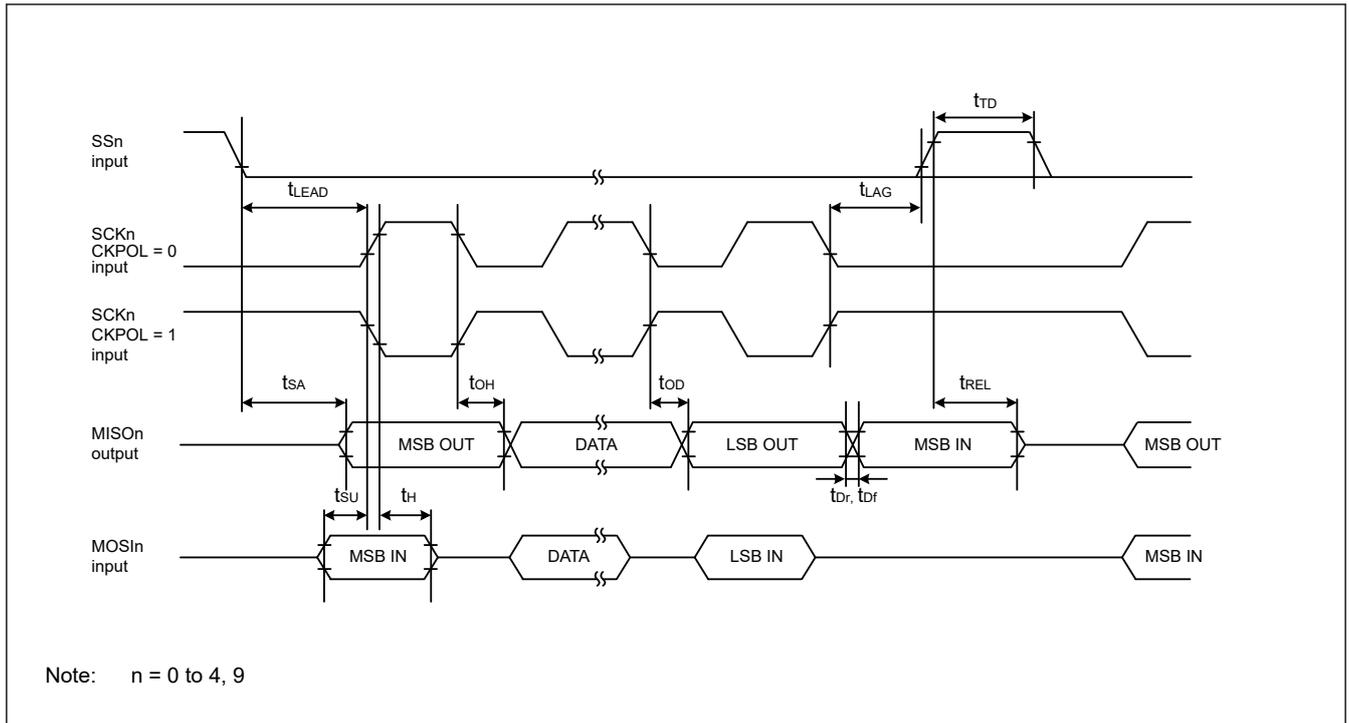 tTD
SSn
input
tLEAD
tLAG
SCKn
CKPOL = 0
input
SCKn
CKPOL = 1
input
tSA
tOH
tOD
tREL
MISOn
output
MSB OUT
DATA
LSB OUT
MSB IN
MSB OUT
tSU
tH
tDr, tDf
MOSIn
input
MSB IN
DATA
LSB IN
MSB IN
Note: n = 0 to 4, 9